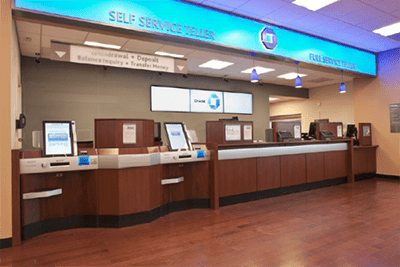 SELF SERVICE TELLER
FULL SERVICE TELLER
Withdrawal • Deposit
Balance Inquiry • Transfer Money
CHASE